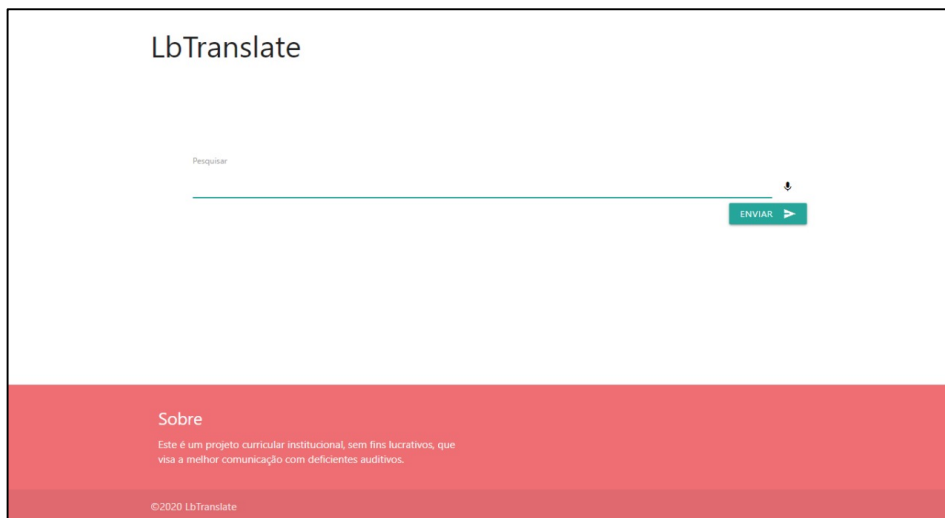 LbTranslate
Pesquisar
ENVIAR
Sobre
Este é um projeto curricular institucional, sem fins lucrativos, que
visa a melhor comunicação com deficientes auditivos.
©2020 LbTranslate